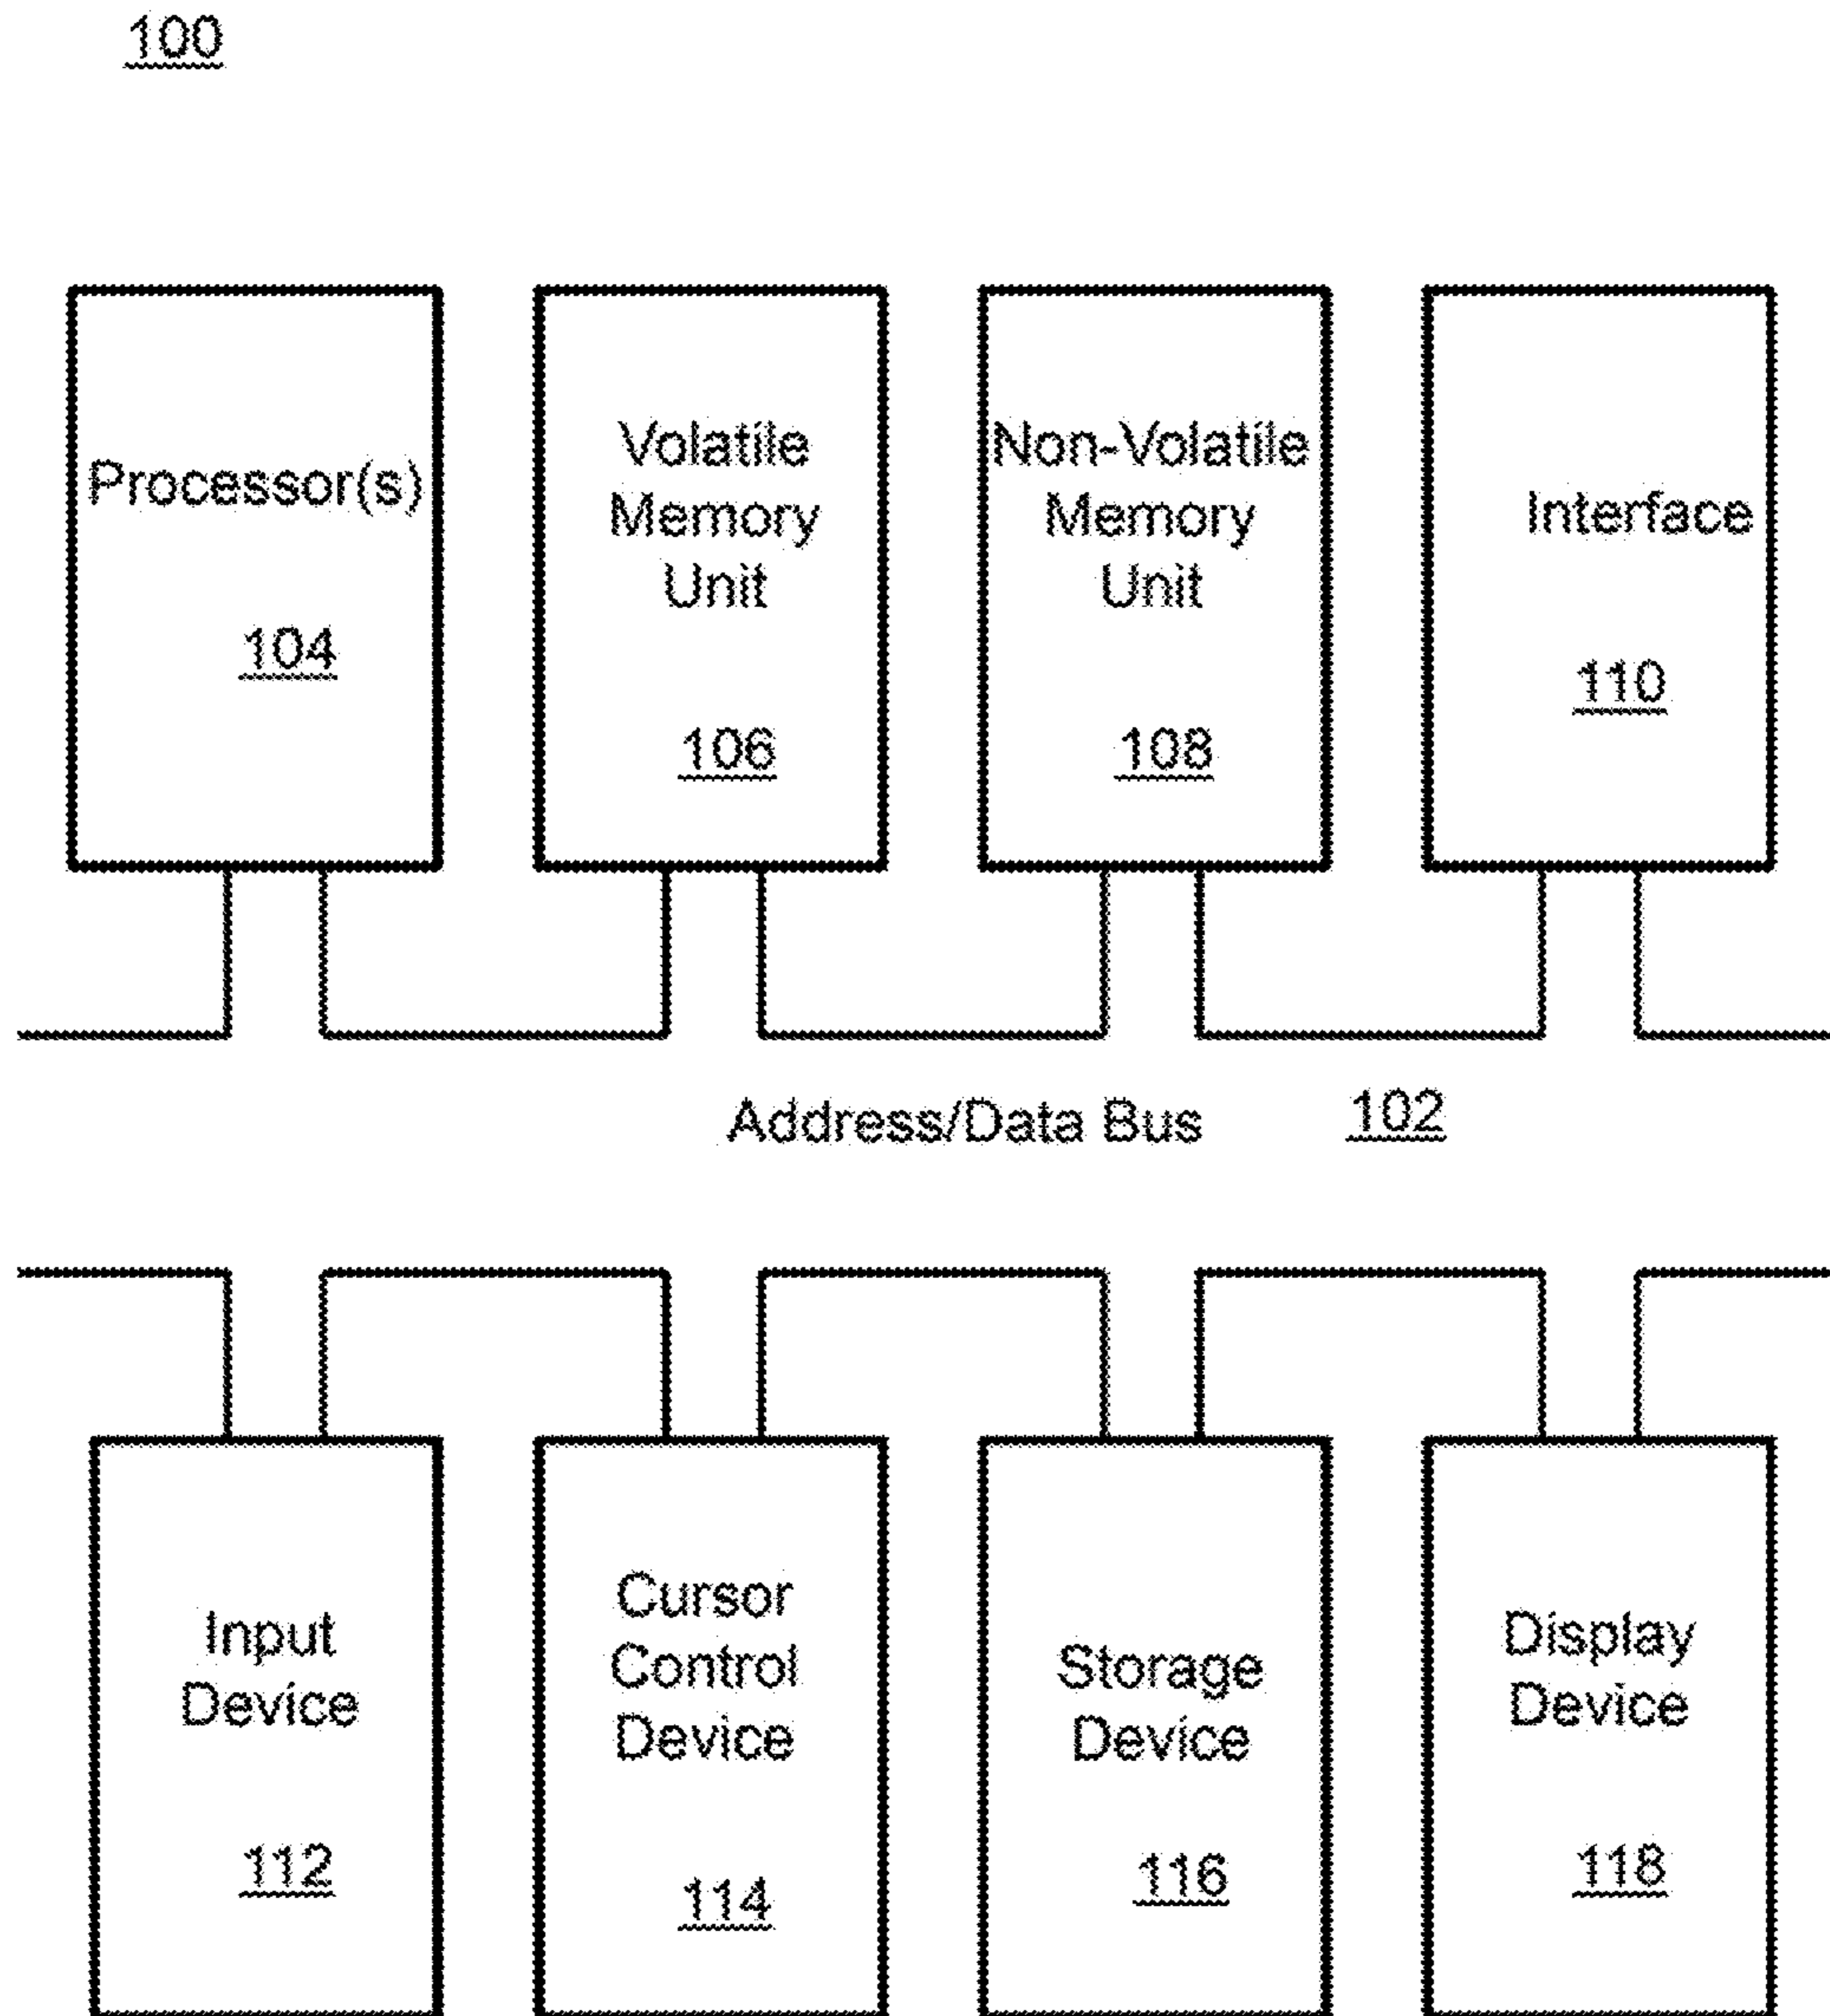 100
Processor(s)
104
Volatile
Memory
Unit
106
Non-Volatile
Memory
Unit
108
Interface
110
Address/Data Bus 102
Input
Device
112
Cursor
Control
Device
114
Storage
Device
116
Display
Device
118